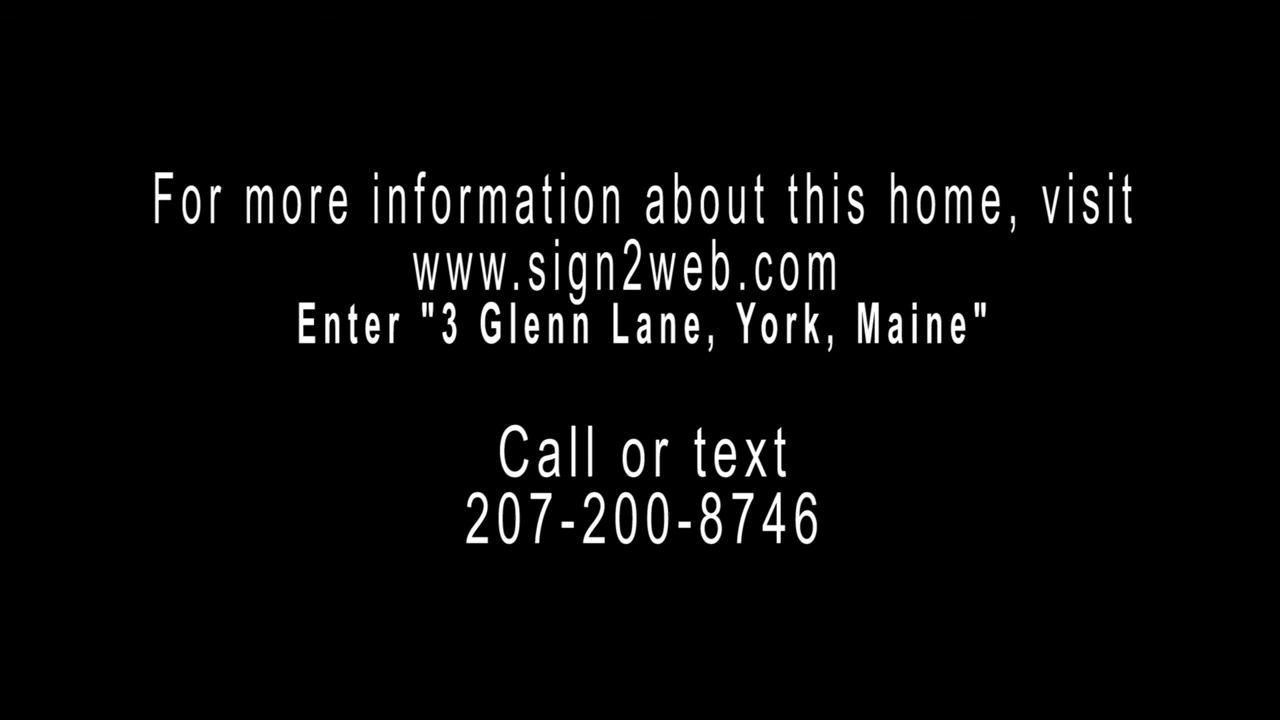 For more information about this home, visit
www.sign2web.com
Enter "3 Glenn Lane, York, Maine"
Call or text
207-200-8746